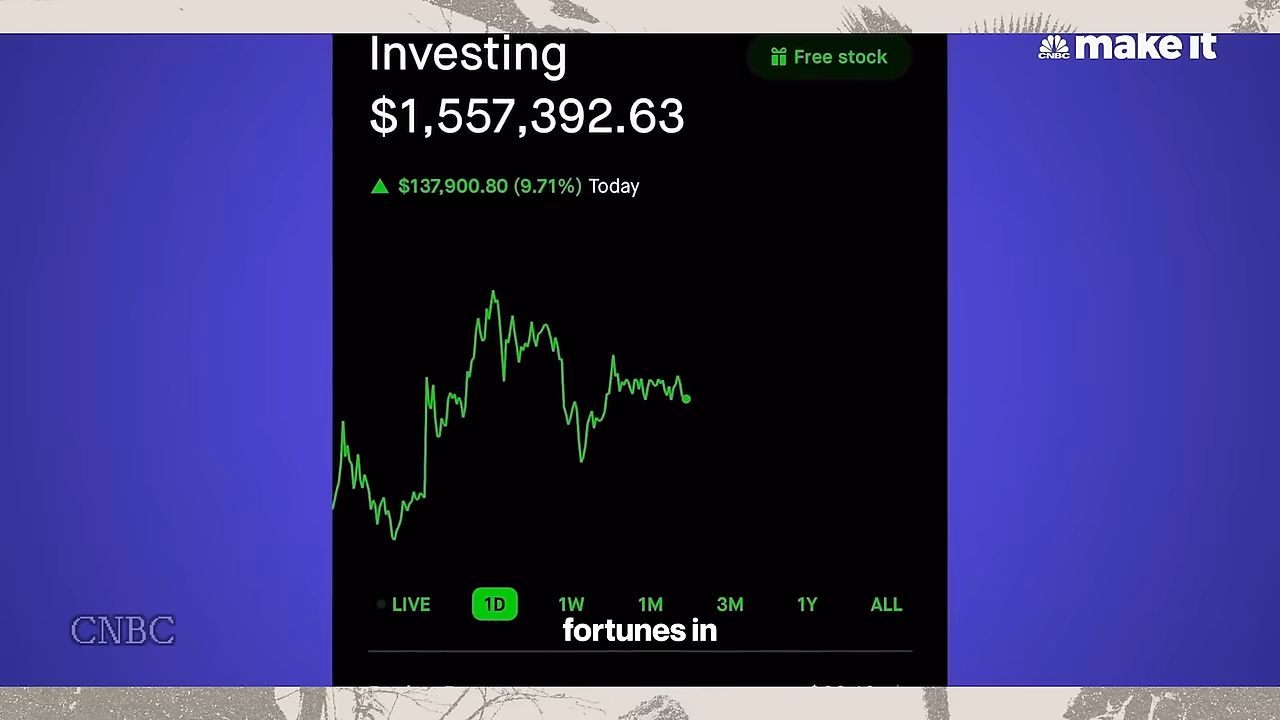 Investing
Free stock
CNBC make it
$1,557,392.63
▲ $137,900.80 (9.71%) Today
LIVE 1D 1W 1M 3M 1Y ALL
fortunes in
CNBC